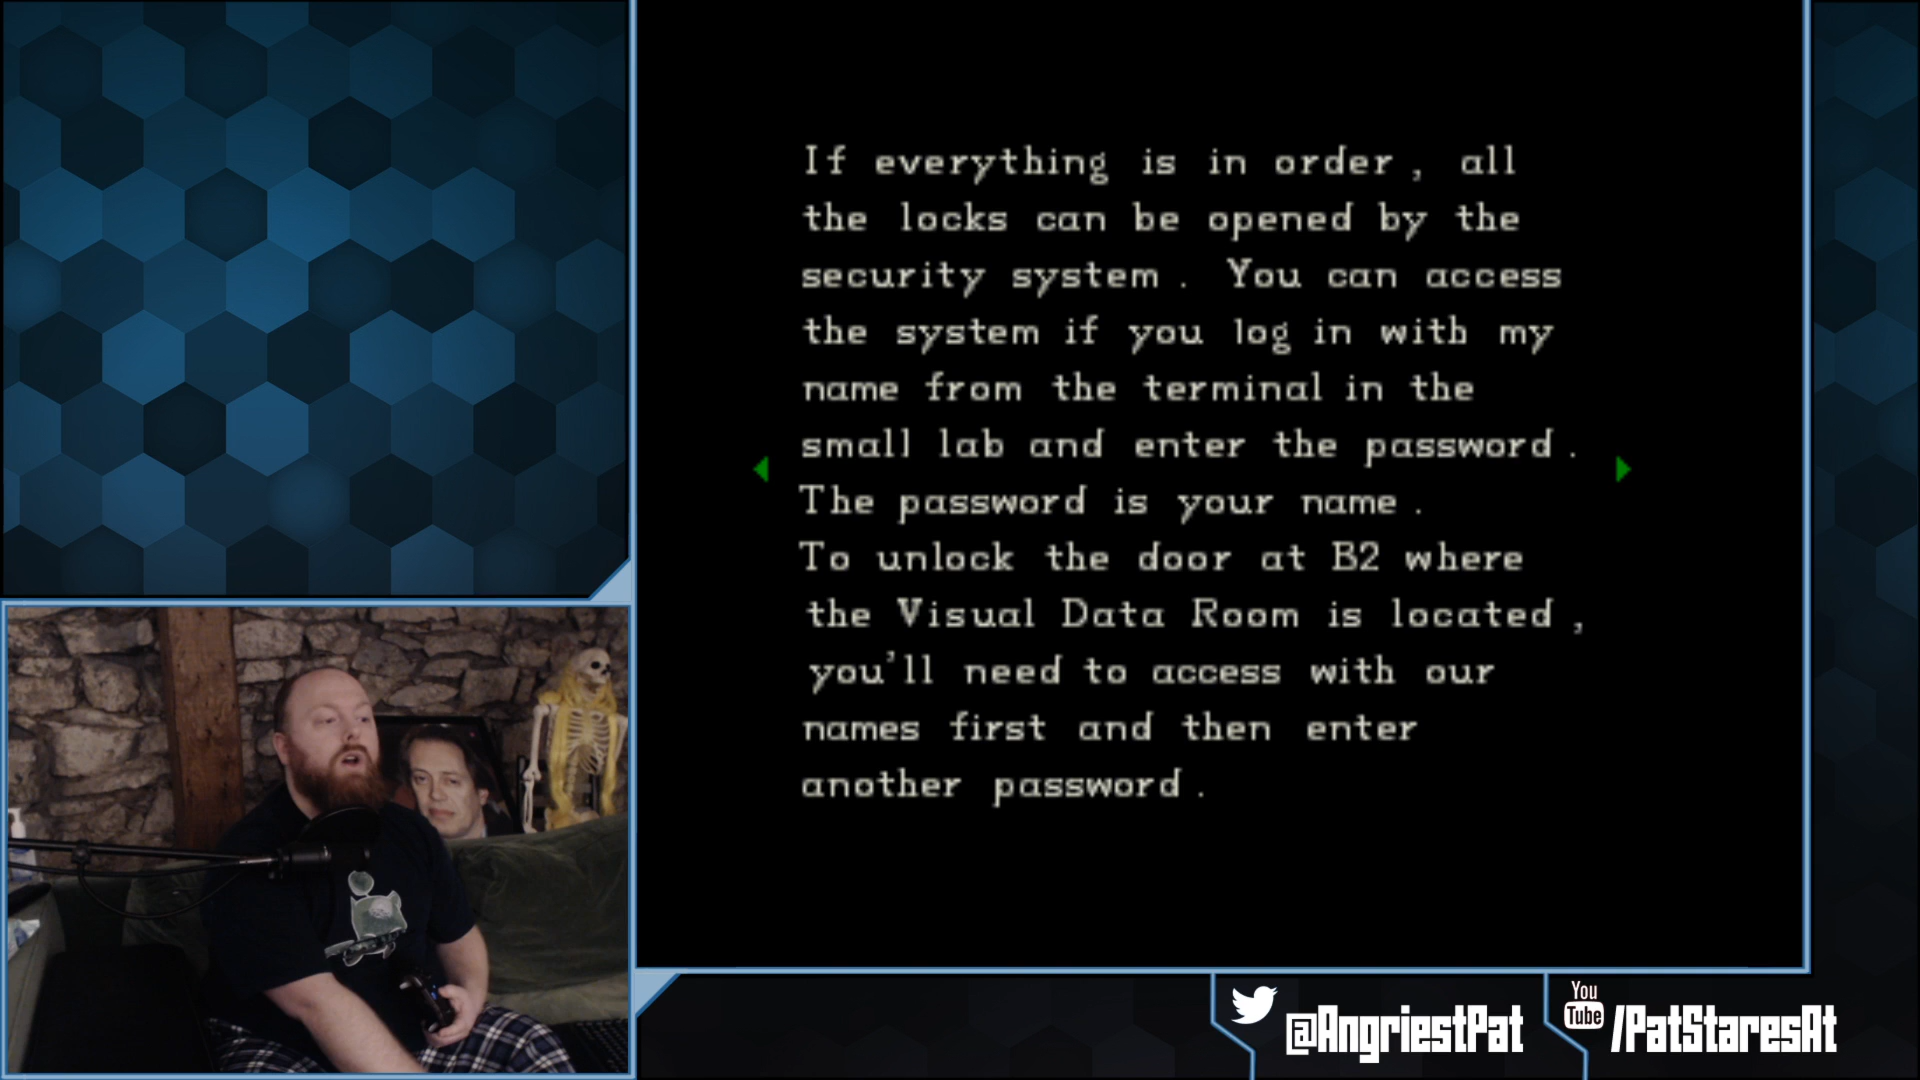 If everything is in order, all
the locks can be opened by the
security system. You can access
the system if you log in with my
name from the terminal in the
small lab and enter the password.
The password is your name.
To unlock the door at B2 where
the Visual Data Room is located,
you'll need to access with our
names first and then enter
another password.
@AngriestPat
You
Tube
/PatStaresAt